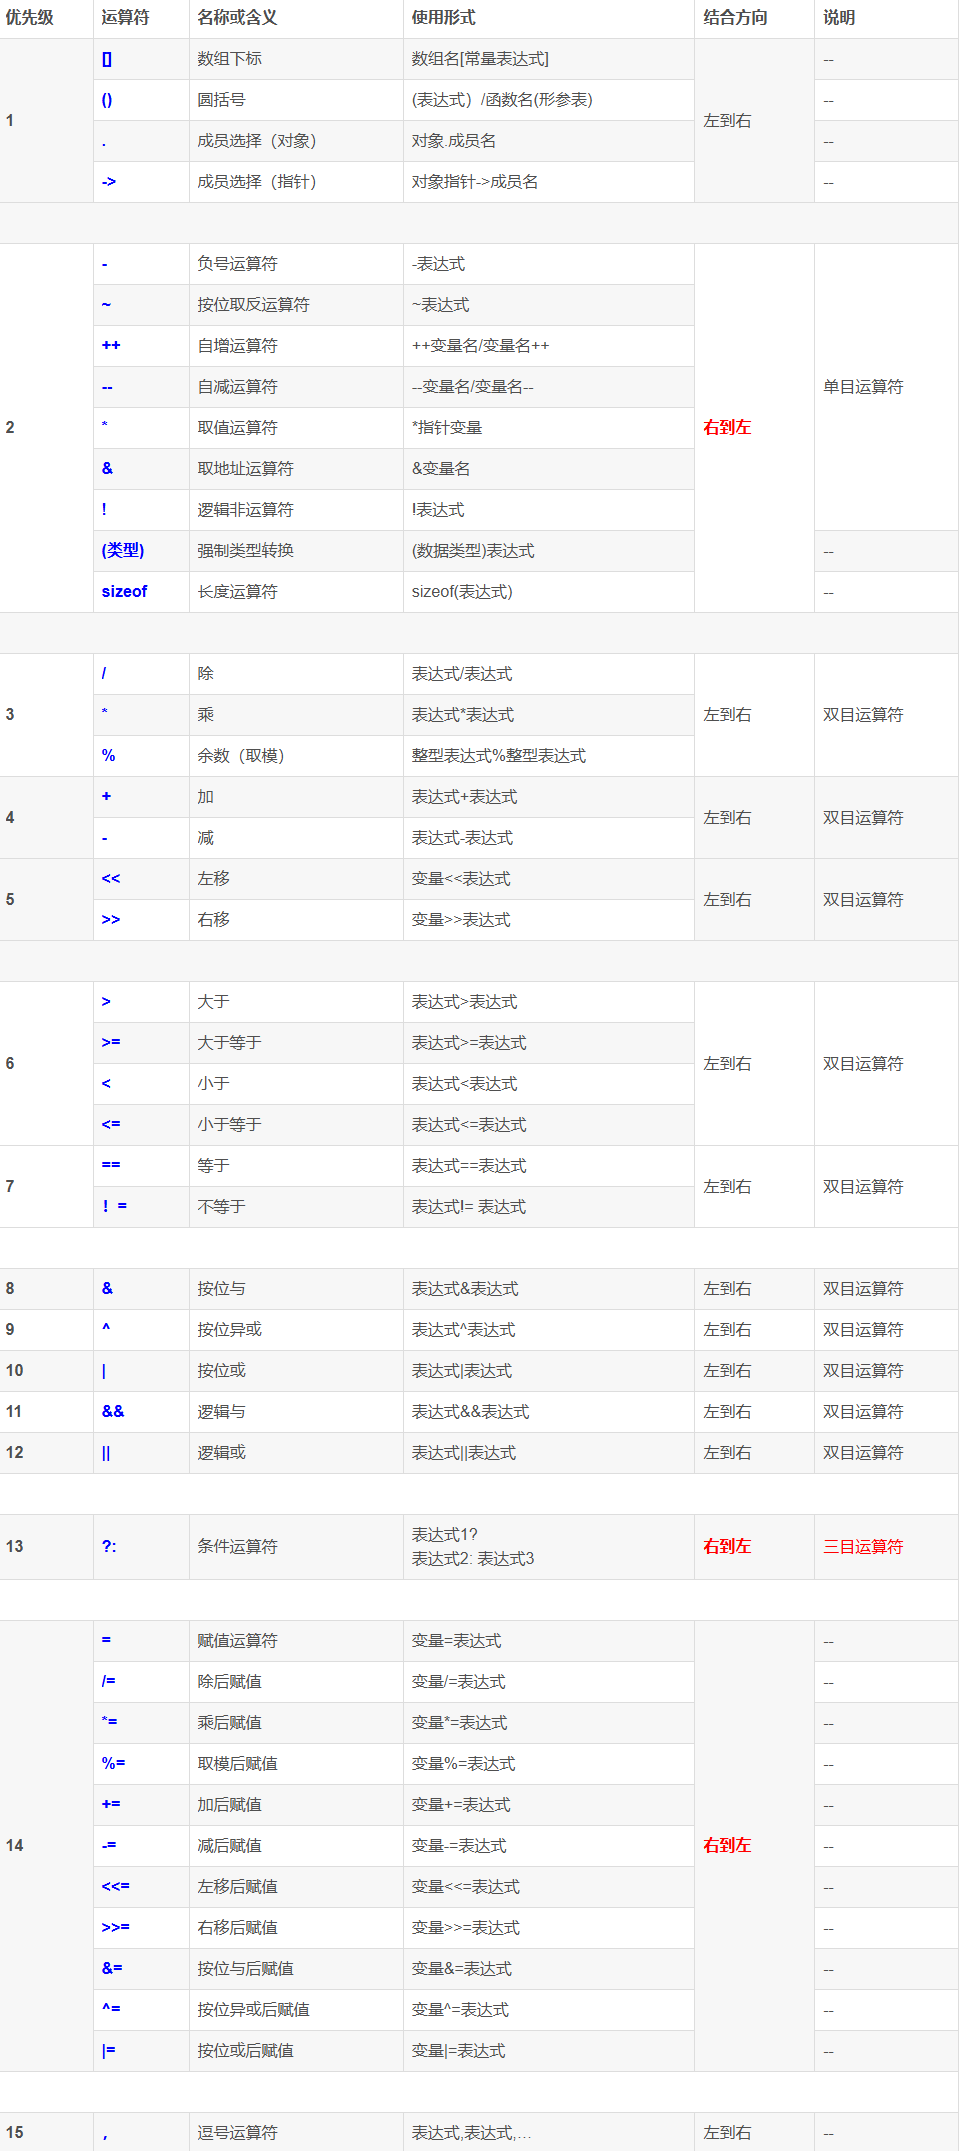 优先级 运算符 名称或含义 使用形式 结合方向 说明
1 [] 数组下标 数组名[常量表达式] 左到右 --
() 圆括号 (表达式）/函数名(形参表) --
. 成员选择（对象） 对象.成员名 --
-> 成员选择（指针） 对象指针->成员名 --
2 - 负号运算符 -表达式 右到左 单目运算符
~ 按位取反运算符 ~表达式
++ 自增运算符 ++变量名/变量名++
-- 自减运算符 --变量名/变量名--
* 取值运算符 *指针变量
& 取地址运算符 &变量名
! 逻辑非运算符 !表达式
(类型) 强制类型转换 (数据类型)表达式 --
sizeof 长度运算符 sizeof(表达式) --
3 / 除 表达式/表达式 左到右 双目运算符
* 乘 表达式*表达式
% 余数（取模） 整型表达式%整型表达式
4 + 加 表达式+表达式 左到右 双目运算符
- 减 表达式-表达式
5 << 左移 变量<<表达式 左到右 双目运算符
>> 右移 变量>>表达式
6 > 大于 表达式>表达式 左到右 双目运算符
>= 大于等于 表达式>=表达式
< 小于 表达式<表达式
<= 小于等于 表达式<=表达式
7 == 等于 表达式==表达式 左到右 双目运算符
！= 不等于 表达式!= 表达式
8 & 按位与 表达式&表达式 左到右 双目运算符
9 ^ 按位异或 表达式^表达式 左到右 双目运算符
10 | 按位或 表达式|表达式 左到右 双目运算符
11 && 逻辑与 表达式&&表达式 左到右 双目运算符
12 || 逻辑或 表达式||表达式 左到右 双目运算符
13 ?: 条件运算符 表达式1? 右到左 三目运算符
表达式2: 表达式3
14 = 赋值运算符 变量=表达式 右到左 --
/= 除后赋值 变量/=表达式 --
*= 乘后赋值 变量*=表达式 --
%= 取模后赋值 变量%=表达式 --
+= 加后赋值 变量+=表达式 --
-= 减后赋值 变量-=表达式 --
<<= 左移后赋值 变量<<=表达式 --
>>= 右移后赋值 变量>>=表达式 --
&= 按位与后赋值 变量&=表达式 --
^= 按位异或后赋值 变量^=表达式 --
|= 按位或后赋值 变量|=表达式 --
15 , 逗号运算符 表达式,表达式,… 左到右 --